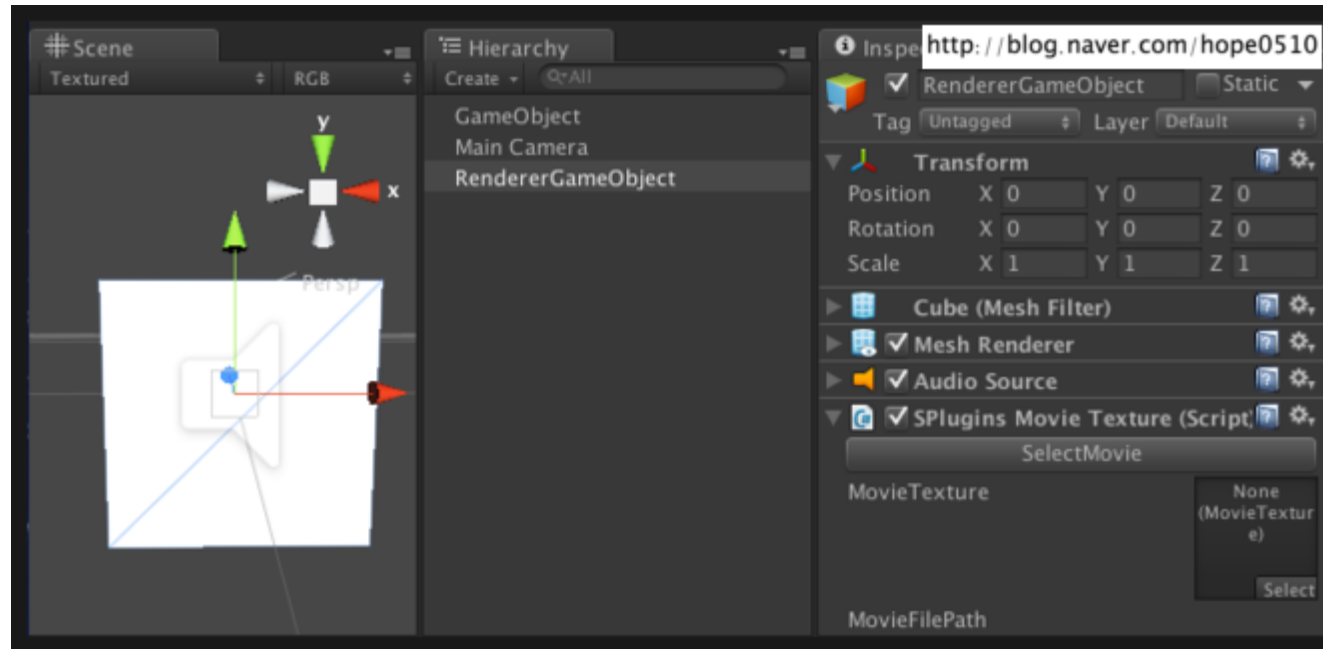 Scene
Textured
RGB
y
x
Persp
Hierarchy
Create
All
GameObject
Main Camera
RendererGameObject
Inspe
http://blog.naver.com/hope0510
RendererGameObject
Static
Tag Untagged Layer Default
Transform
Position X 0 Y 0 Z 0
Rotation X 0 Y 0 Z 0
Scale X 1 Y 1 Z 1
Cube (Mesh Filter)
Mesh Renderer
Audio Source
SPlugins Movie Texture (Script)
SelectMovie
MovieTexture
None
(MovieTextur
e)
Select
MovieFilePath